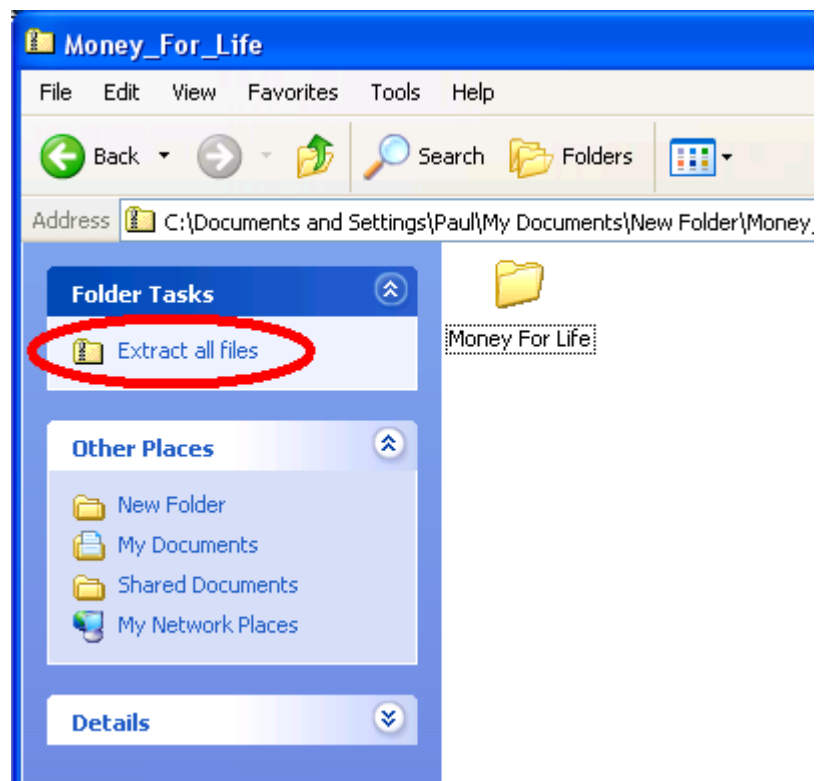 Money_For_Life
File Edit View Favorites Tools Help
Back Search Folders
Address C:\Documents and Settings\Paul\My Documents\New Folder\Money_
Folder Tasks
Extract all files
Money For Life
Other Places
New Folder
My Documents
Shared Documents
My Network Places
Details